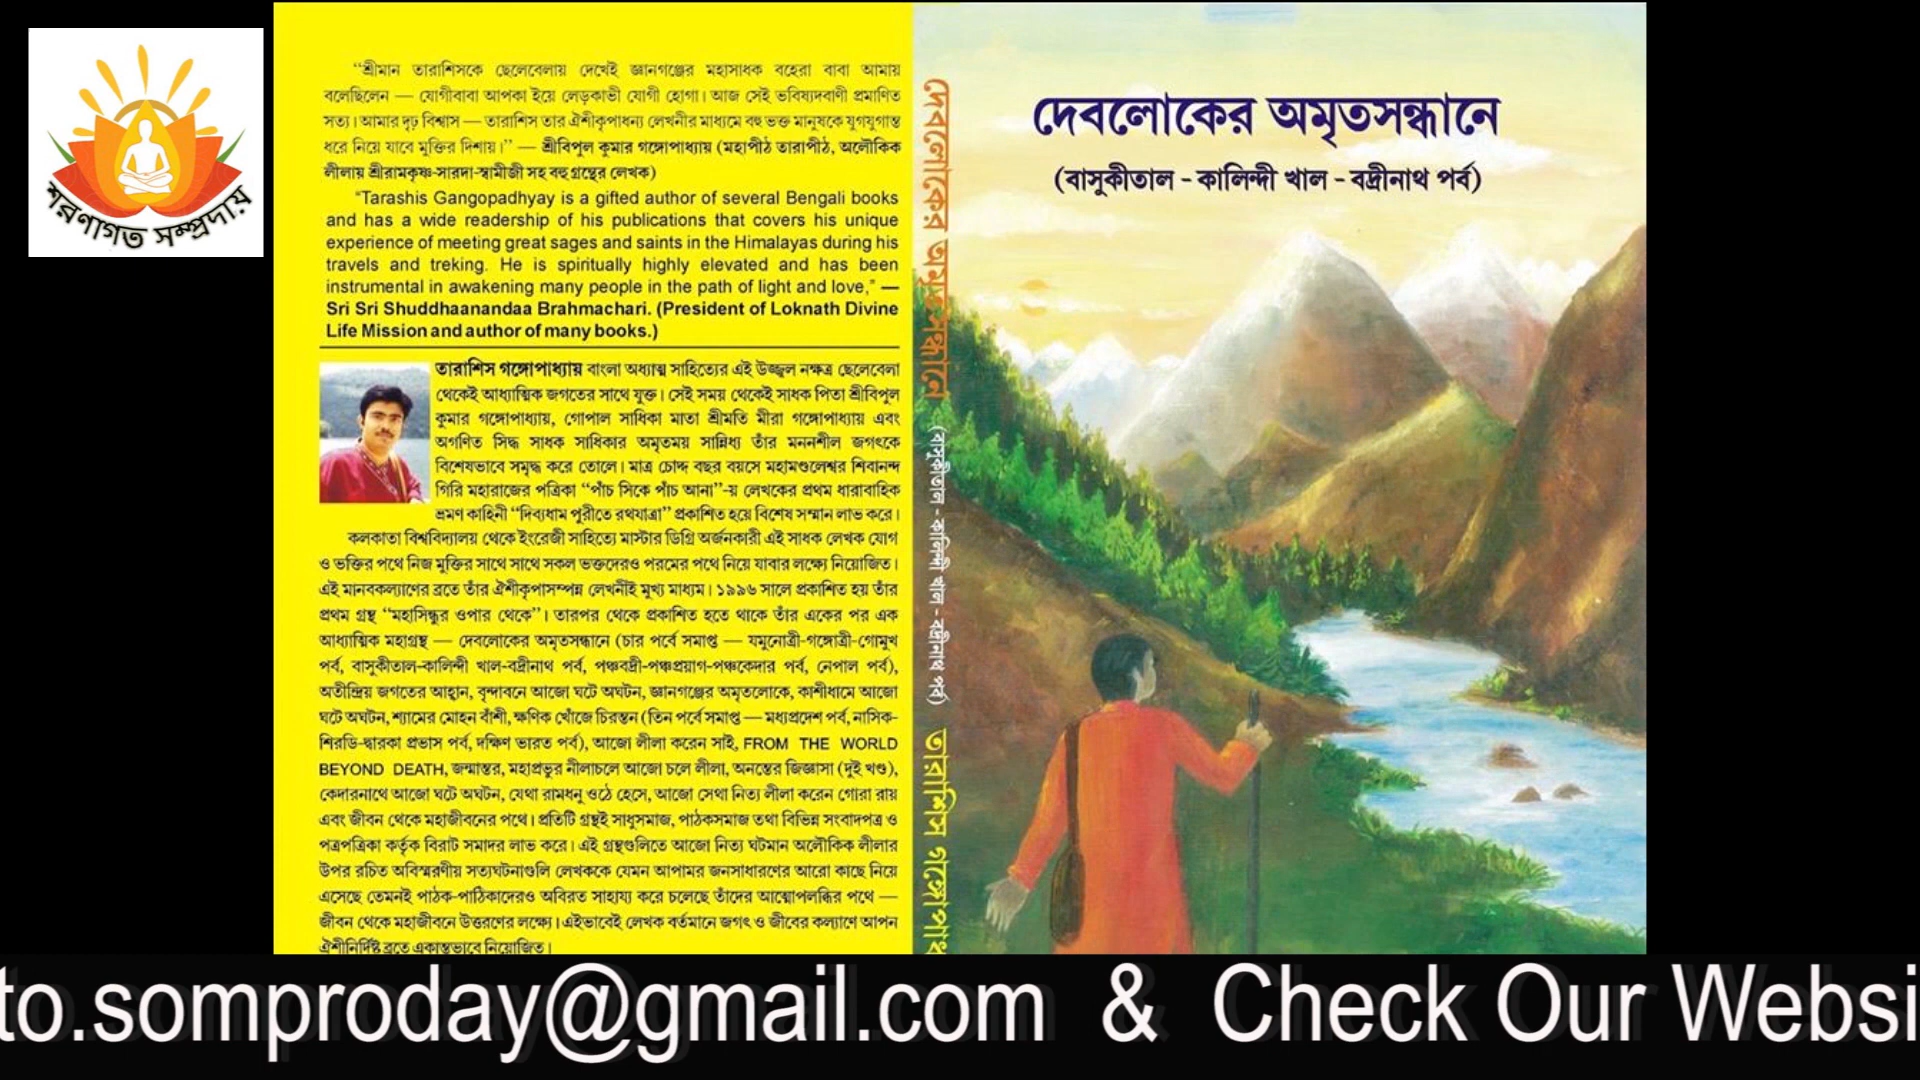 শরণাগত সম্প্রদায়
“শ্রীমান তারাশিসকে ছেলেবেলায় দেখেই জ্ঞানগঞ্জের মহাসাধক বহেরা বাবা আমায়
বলেছিলেন — যোগীবাবা আপকা ইয়ে লেড়কাভী যোগী হোগা। আজ সেই ভবিষ্যদবাণী প্রমাণিত
সত্য। আমার দৃঢ় বিশ্বাস — তারাশিস তার ঐশীকৃপাধন্য লেখনীর মাধ্যমে বহু ভক্ত মানুষকে যুগযুগান্ত
ধরে নিয়ে যাবে মুক্তির দিশায়।” — শ্রীবিপুল কুমার গঙ্গোপাধ্যায় (মহাপীঠ তারাপীঠ, অলৌকিক
লীলায় শ্রীরামকৃষ্ণ-সারদা-স্বামীজী সহ বহু গ্রন্থের লেখক)
“Tarashis Gangopadhyay is a gifted author of several Bengali books
and has a wide readership of his publications that covers his unique
experience of meeting great sages and saints in the Himalayas during his
travels and treking. He is spiritually highly elevated and has been
instrumental in awakening many people in the path of light and love,” —
Sri Sri Shuddhaanandaa Brahmachari. (President of Loknath Divine
Life Mission and author of many books.)
তারাশিস গঙ্গোপাধ্যায় বাংলা অধ্যাত্ম সাহিত্যের এই উজ্জ্বল নক্ষত্র ছেলেবেলা
থেকেই আধ্যাত্মিক জগতের সাথে যুক্ত। সেই সময় থেকেই সাধক পিতা শ্রীবিপুল
কুমার গঙ্গোপাধ্যায়, গোপাল সাধিকা মাতা শ্রীমতি মীরা গঙ্গোপাধ্যায় এবং
অগণিত সিদ্ধ সাধক সাধিকার অমৃতময় সান্নিধ্য তাঁর মননশীল জগৎকে
বিশেষভাবে সমৃদ্ধ করে তোলে। মাত্র চোদ্দ বছর বয়সে মহামণ্ডলেশ্বর শিবানন্দ
গিরি মহারাজের পত্রিকা “পাঁচ সিকে পাঁচ আনা”-য় লেখকের প্রথম ধারাবাহিক
ভ্রমণ কাহিনী “দিব্যধাম পুরীতে রথযাত্রা” প্রকাশিত হয়ে বিশেষ সম্মান লাভ করে।
কলকাতা বিশ্ববিদ্যালয় থেকে ইংরেজী সাহিত্যে মাস্টার ডিগ্রি অর্জনকারী এই সাধক লেখক যোগ
ও ভক্তির পথে নিজ মুক্তির সাথে সাথে সকল ভক্তদেরও পরমের পথে নিয়ে যাবার লক্ষ্যে নিয়োজিত।
এই মানবকল্যাণের ব্রতে তাঁর ঐশীকৃপাসম্পন্ন লেখনীই মুখ্য মাধ্যম। ১৯৯৬ সালে প্রকাশিত হয় তাঁর
প্রথম গ্রন্থ “মহাসিন্ধুর ওপার থেকে”। তারপর থেকে প্রকাশিত হতে থাকে তাঁর একের পর এক
আধ্যাত্মিক মহাগ্রন্থ — দেবলোকের অমৃতসন্ধানে (চার পর্বে সমাপ্ত — যমুনোত্রী-গঙ্গোত্রী-গোমুখ
পর্ব, বাসুকীতাল-কালিন্দী খাল-বদ্রীনাথ পর্ব, পঞ্চবদ্রী-পঞ্চপ্রয়াগ-পঞ্চকেদার পর্ব, নেপাল পর্ব),
অতীন্দ্রিয় জগতের আহ্বান, বৃন্দাবনে আজো ঘটে অঘটন, জ্ঞানগঞ্জের অমৃতলোকে, কাশীধামে আজো
ঘটে অঘটন, শ্যামের মোহন বাঁশী, ক্ষণিক খোঁজে চিরন্তন (তিন পর্বে সমাপ্ত — মধ্যপ্রদেশ পর্ব, নাসিক-
শিরডি-দ্বারকা প্রভাস পর্ব, দক্ষিণ ভারত পর্ব), আজো লীলা করেন সাই, FROM THE WORLD
BEYOND DEATH, জন্মান্তর, মহাপ্রভুর নীলাচলে আজো চলে লীলা, অনন্তের জিজ্ঞাসা (দুই খণ্ড),
কেদারনাথে আজো ঘটে অঘটন, যেথা রামধনু ওঠে হেসে, আজো সেথা নিত্য লীলা করেন গোরা রায়
এবং জীবন থেকে মহাজীবনের পথে। প্রতিটি গ্রন্থই সাধুসমাজ, পাঠকসমাজ তথা বিভিন্ন সংবাদপত্র ও
পত্রপত্রিকা কর্তৃক বিরাট সমাদর লাভ করে। এই গ্রন্থগুলিতে আজো নিত্য ঘটমান অলৌকিক লীলার
উপর রচিত অবিস্মরণীয় সত্যঘটনাগুলি লেখককে যেমন আপামর জনসাধারণের আরো কাছে নিয়ে
এসেছে তেমনই পাঠক-পাঠিকাদেরও অবিরত সাহায্য করে চলেছে তাঁদের আত্মোপলব্ধির পথে —
জীবন থেকে মহাজীবনে উত্তরণের লক্ষ্যে। এইভাবেই লেখক বর্তমানে জগৎ ও জীবের কল্যাণে আপন
ঐশীনির্দিষ্ট ব্রতে একান্তভাবে নিয়োজিত।
দেবলোকের অমৃতসন্ধানে (বাসুকীতাল - কালিন্দী খাল - বদ্রীনাথ পর্ব) তারাশিস গঙ্গোপাধ্য
দেবলোকের অমৃতসন্ধানে
(বাসুকীতাল - কালিন্দী খাল - বদ্রীনাথ পর্ব)
to.somproday@gmail.com & Check Our Websi